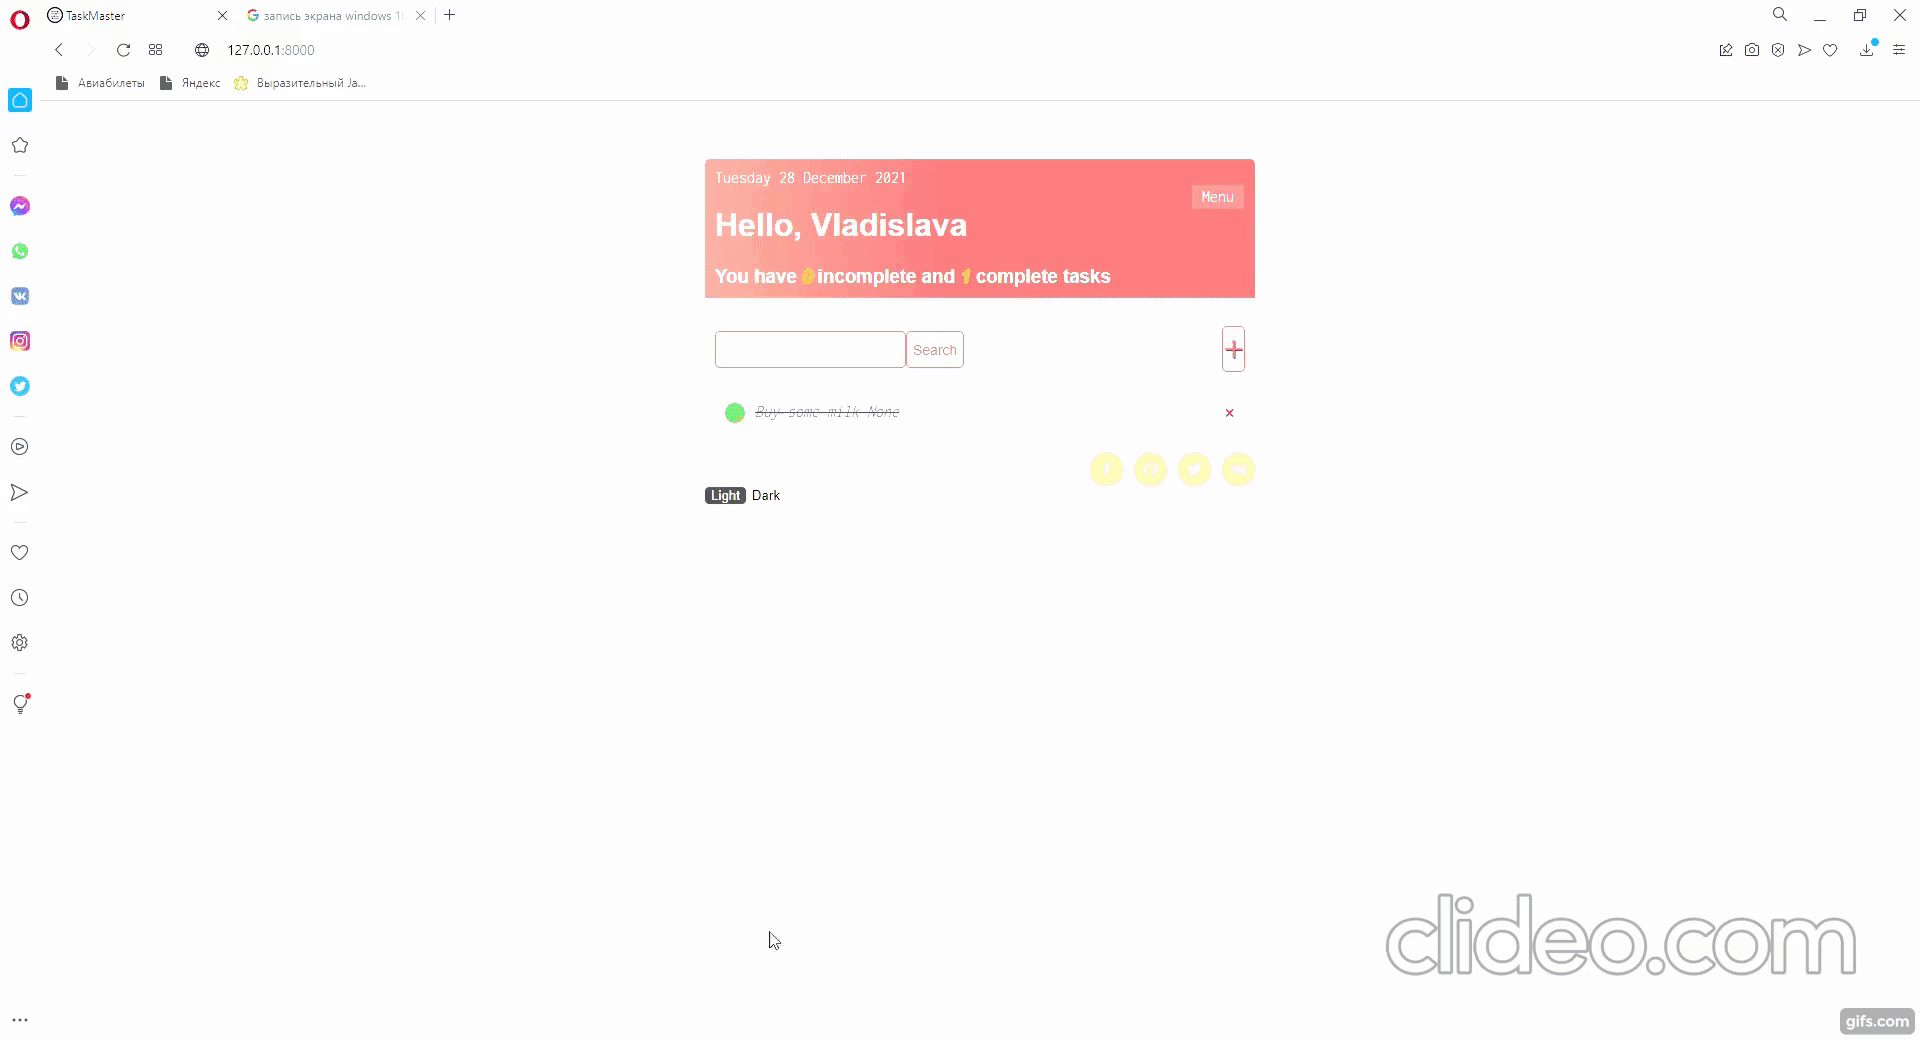 TaskMaster
запись экрана windows 10
127.0.0.1:8000
Авиабилеты Яндекс Выразительный Ja...
Tuesday 28 December 2021
Menu
Hello, Vladislava
You have 0 incomplete and 1 complete tasks
Search
+
Buy some milk None
Light Dark
clideo.com
gifs.com